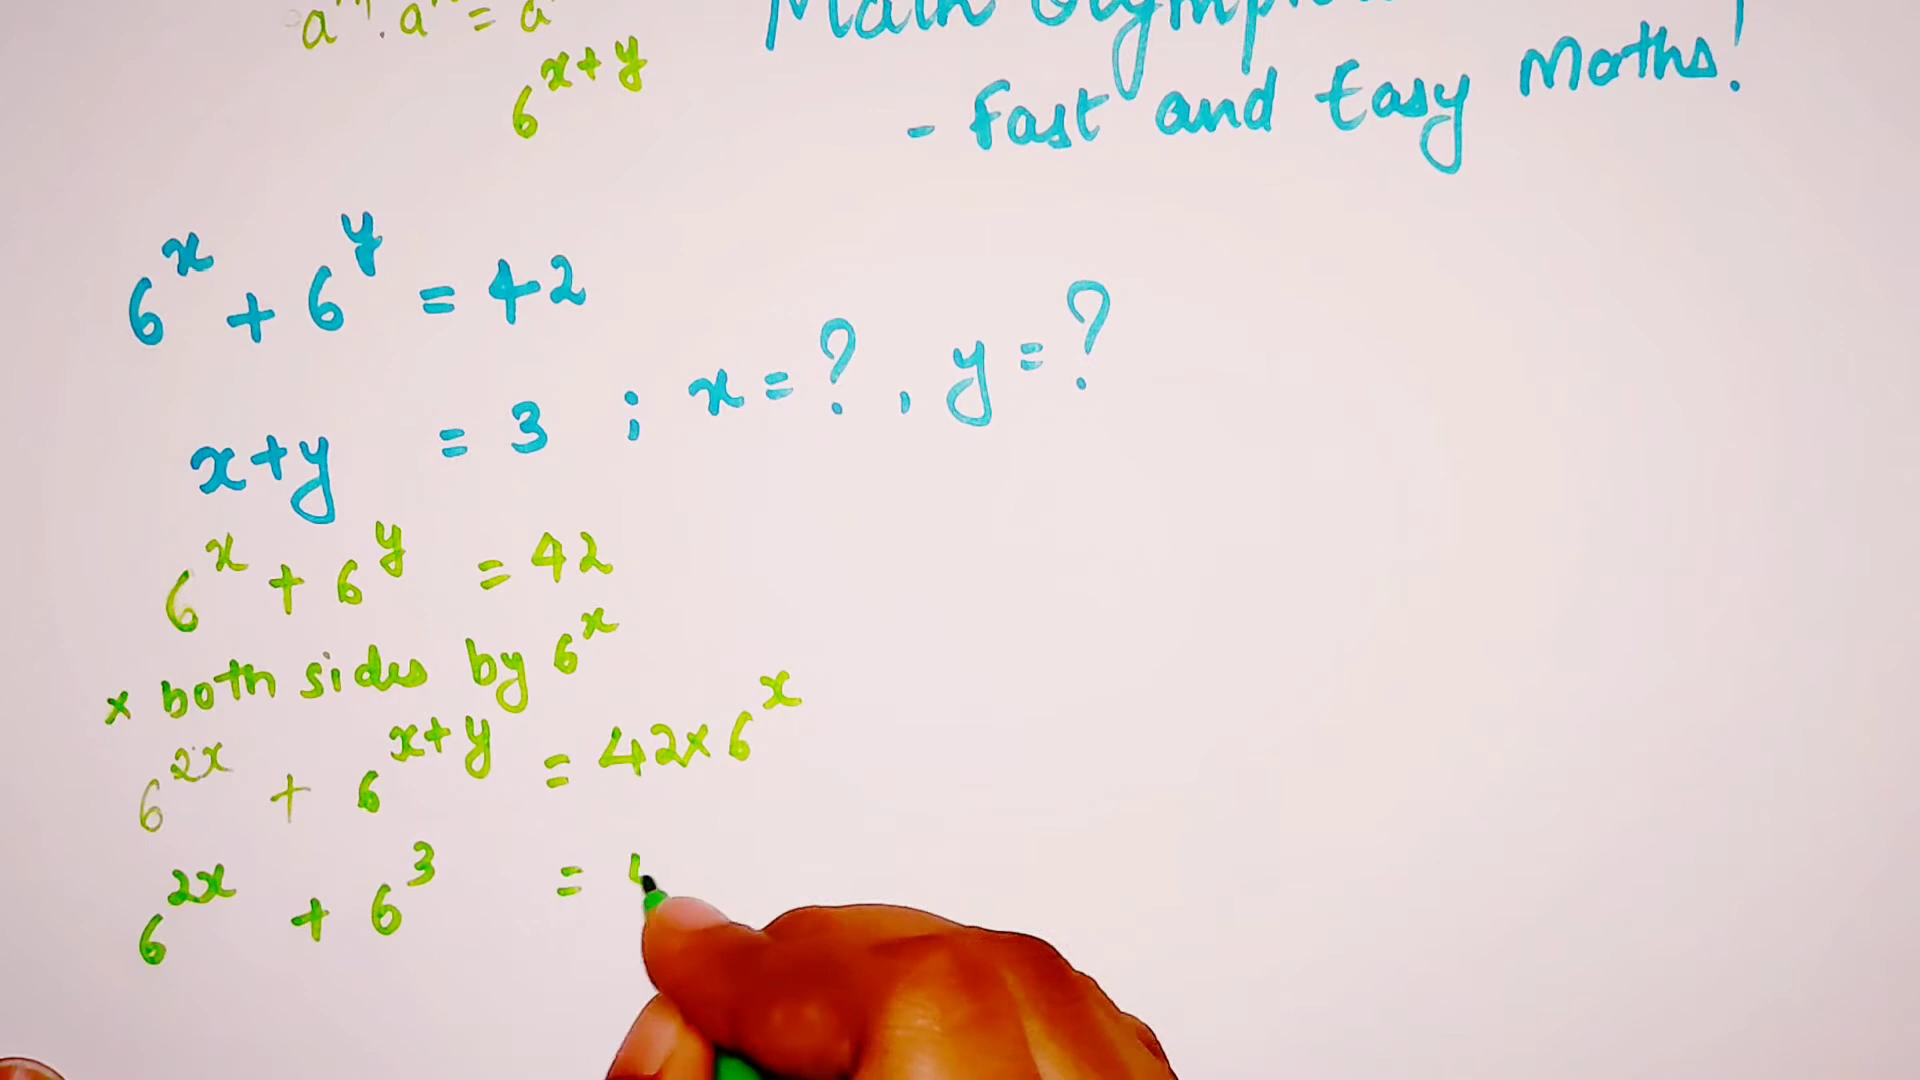 a . a = a
Math
6^{x+y}
- Fast and Easy Maths!
6^x + 6^y = 42
x+y = 3 ; x = ? , y = ?
6^x + 6^y = 42
× both sides by 6^x
6^{2x} + 6^{x+y} = 42 × 6^x
6^{2x} + 6^3 =